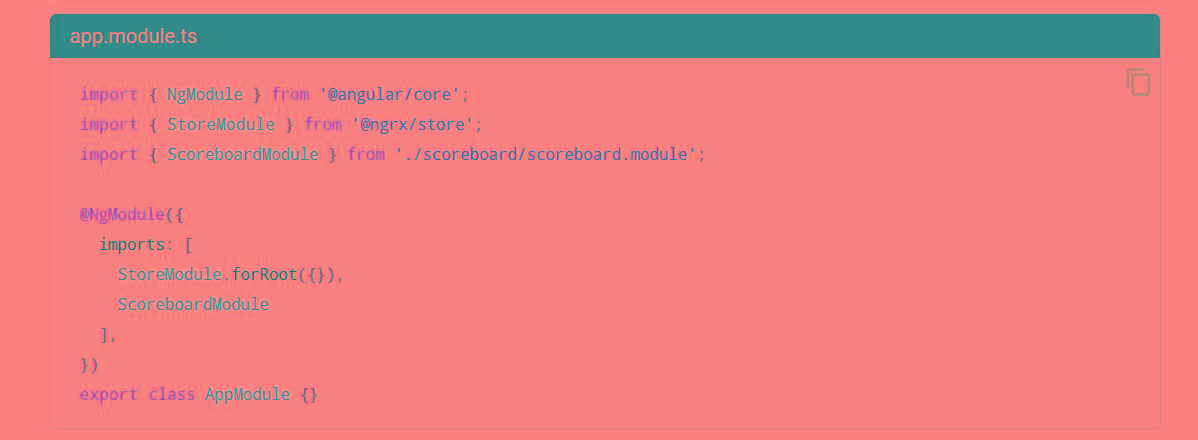 app.module.ts
import { NgModule } from '@angular/core';
import { StoreModule } from '@ngrx/store';
import { ScoreboardModule } from './scoreboard/scoreboard.module';
@NgModule({
  imports: [
    StoreModule.forRoot({}),
    ScoreboardModule
  ],
})
export class AppModule {}